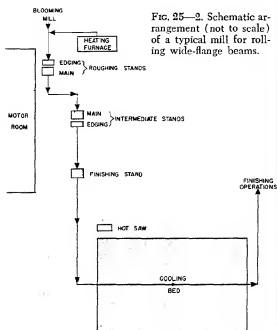 BLOOMING
MILL
HEATING
FURNACE
FIG. 25—2. Schematic ar-
rangement (not to scale)
of a typical mill for roll-
ing wide-flange beams.
EDGING
MAIN
ROUGHING STANDS
MOTOR
ROOM
MAIN
EDGING
INTERMEDIATE STANDS
FINISHING STAND
FINISHING
OPERATIONS
HOT SAW
COOLING
BED